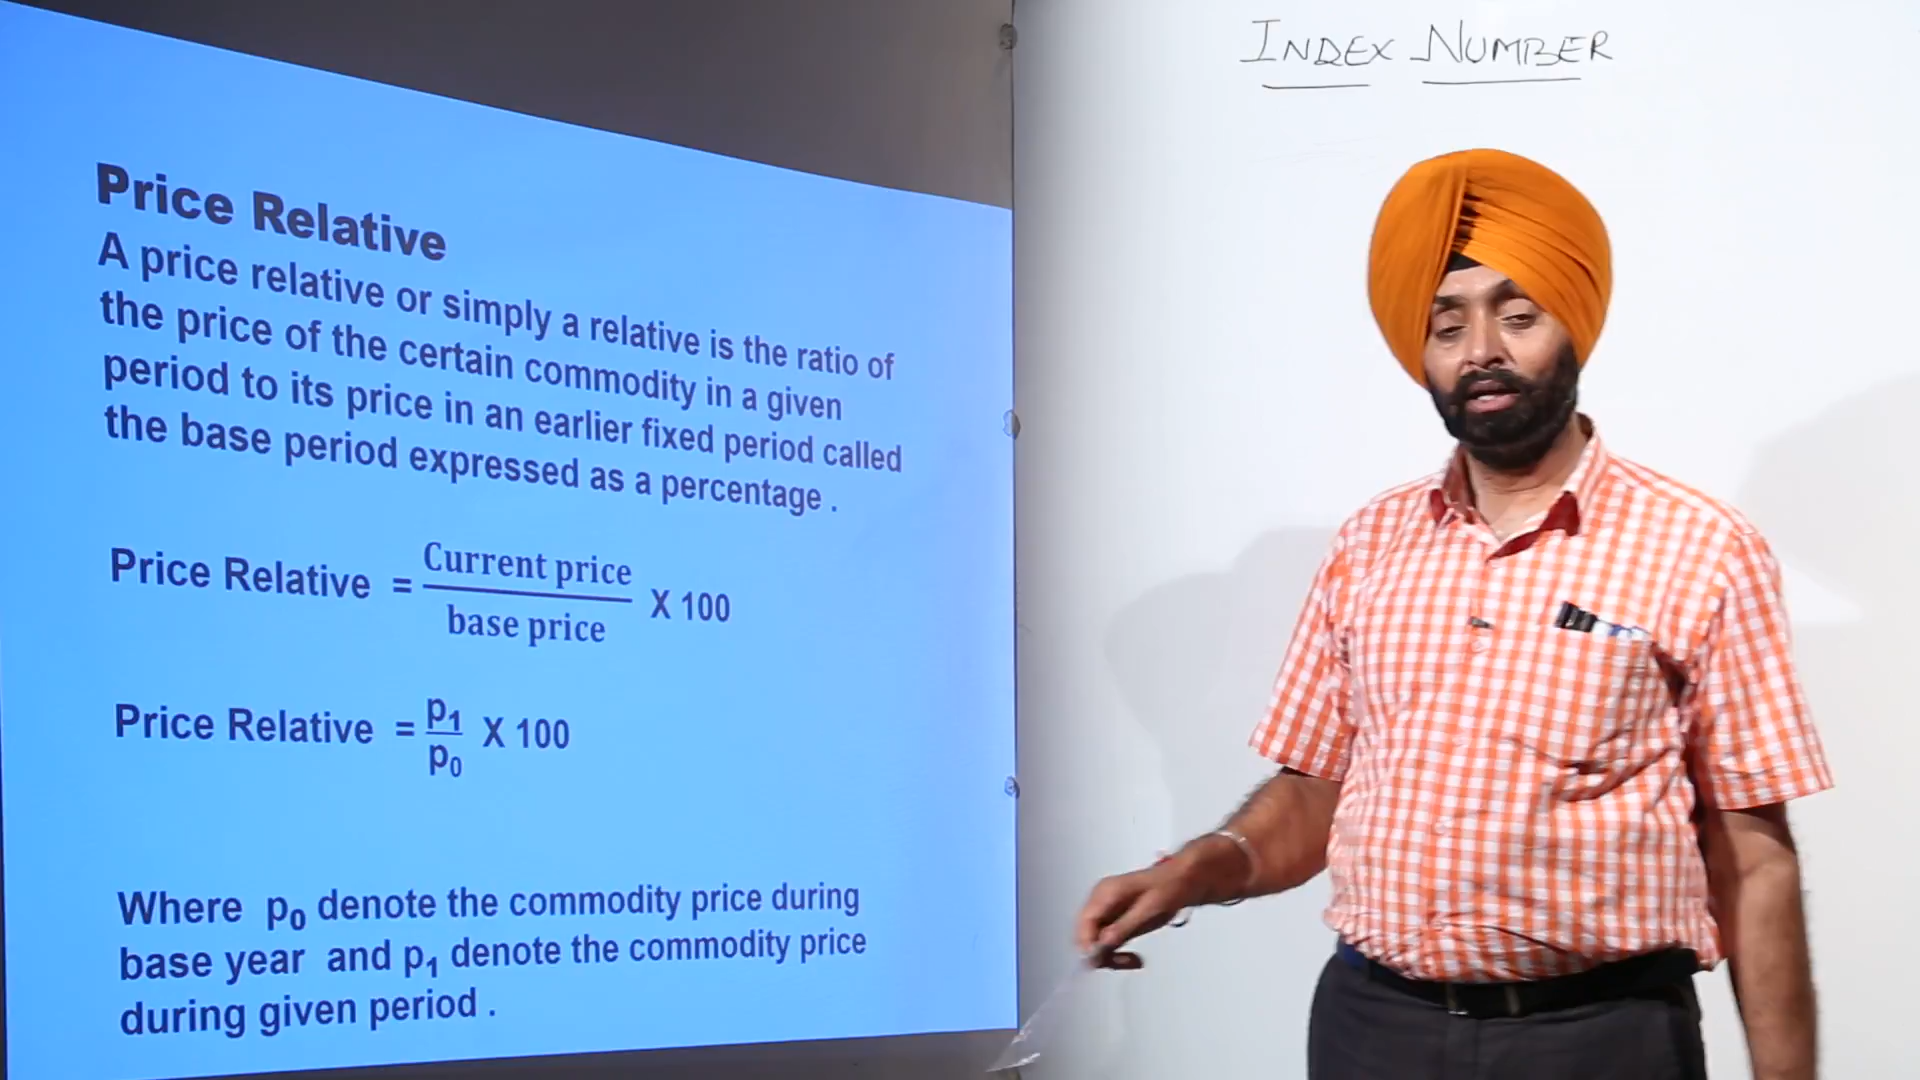 INDEX NUMBER
Price Relative
A price relative or simply a relative is the ratio of
the price of the certain commodity in a given
period to its price in an earlier fixed period called
the base period expressed as a percentage .
Price Relative = Current price / base price X 100
Price Relative = p₁ / p₀ X 100
Where p₀ denote the commodity price during
base year and p₁ denote the commodity price
during given period .